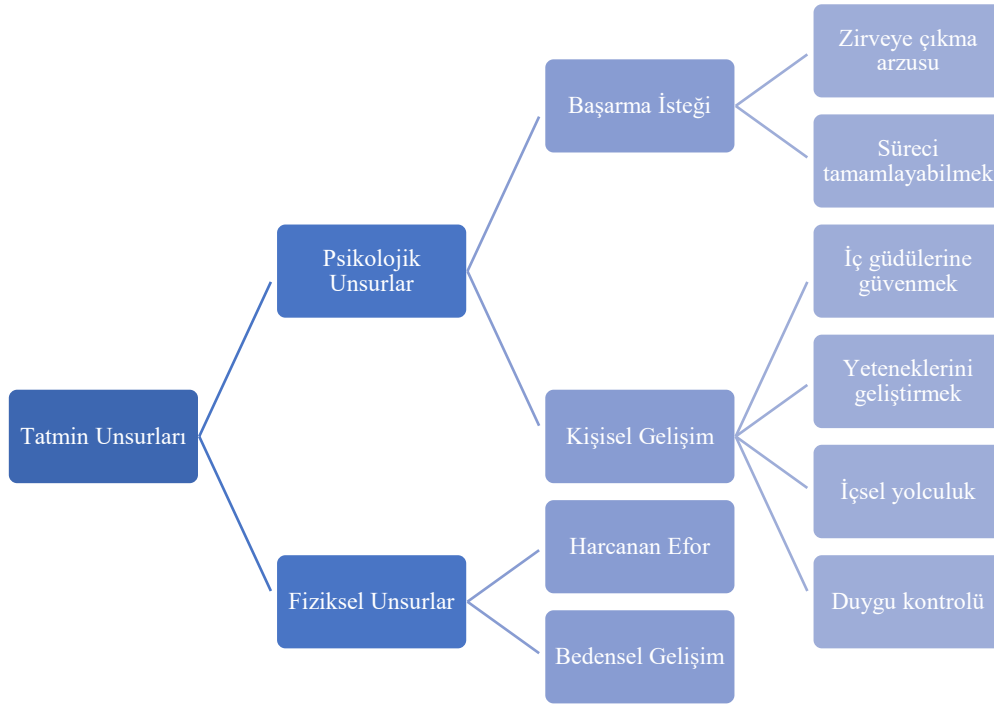 Tatmin Unsurları
Psikolojik
Unsurlar
Başarma İsteği
Zirveye çıkma
arzusu
Süreci
tamamlayabilmek
Kişisel Gelişim
İç güdülerine
güvenmek
Yeteneklerini
geliştirmek
İçsel yolculuk
Duygu kontrolü
Fiziksel Unsurlar
Harcanan Efor
Bedensel Gelişim